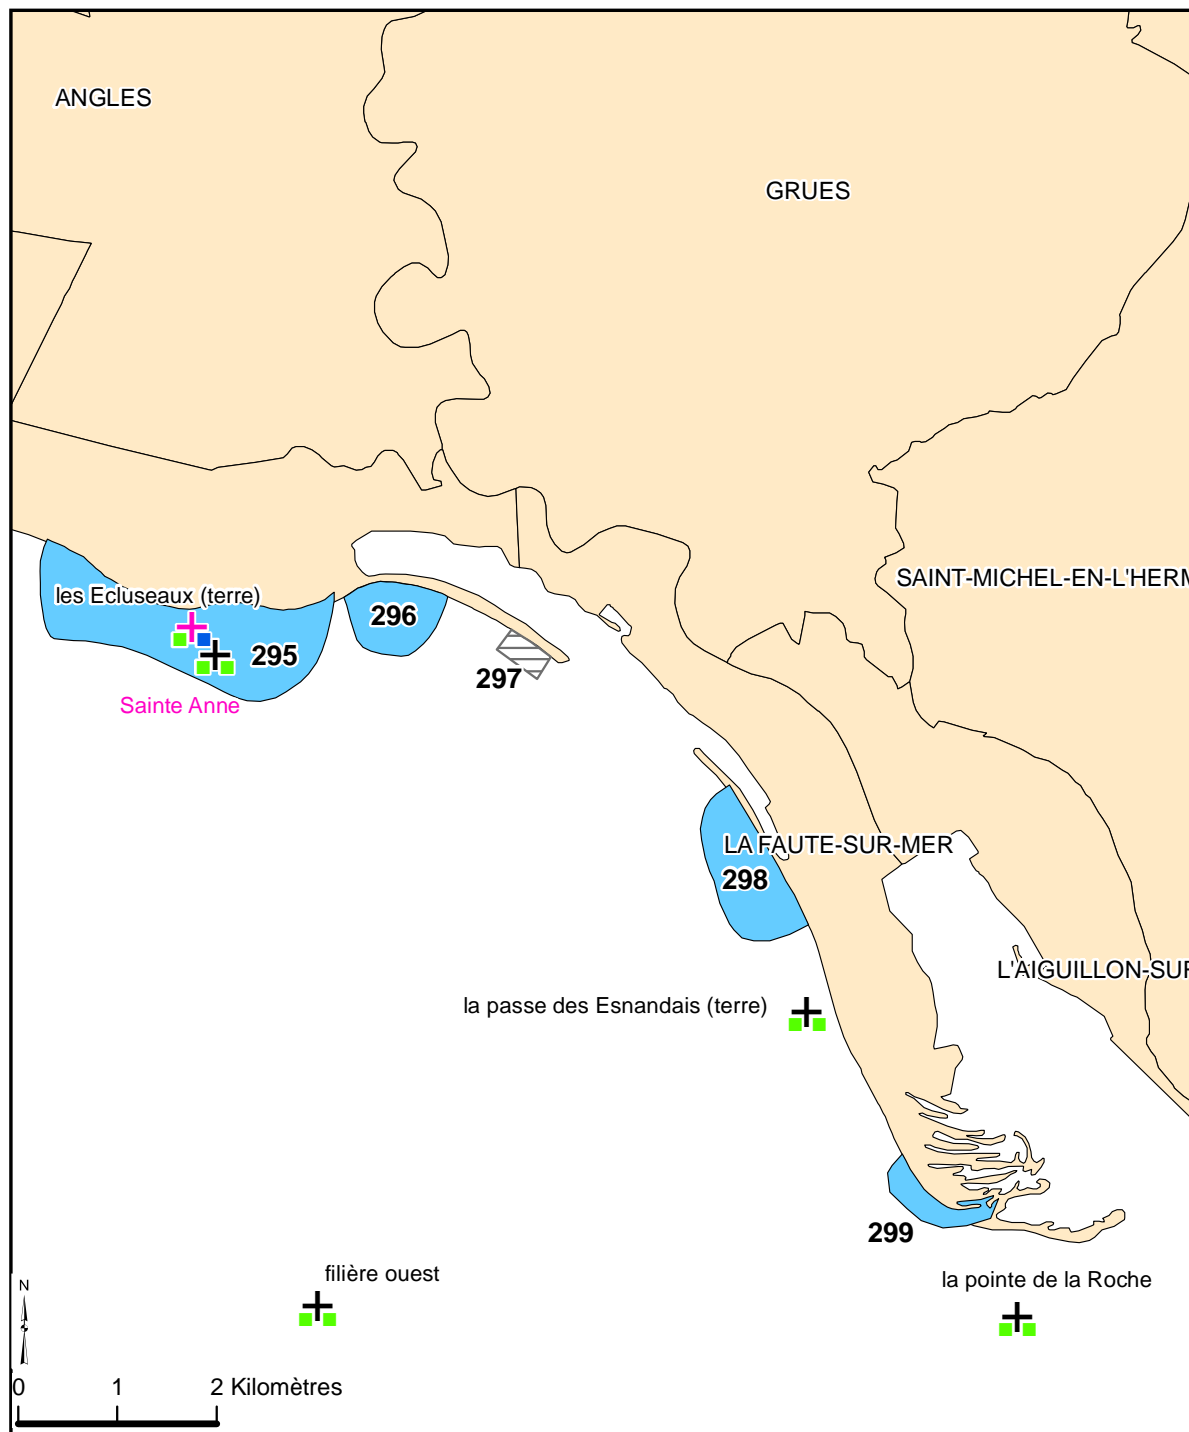 ANGLES
GRUES
SAINT-MICHEL-EN-L'HERM
les Ecluseaux (terre)
296
295
297
Sainte Anne
LA FAUTE-SUR-MER
298
L'AIGUILLON-SUR
la passe des Esnandais (terre)
299
filière ouest
la pointe de la Roche
N
0 1 2 Kilomètres